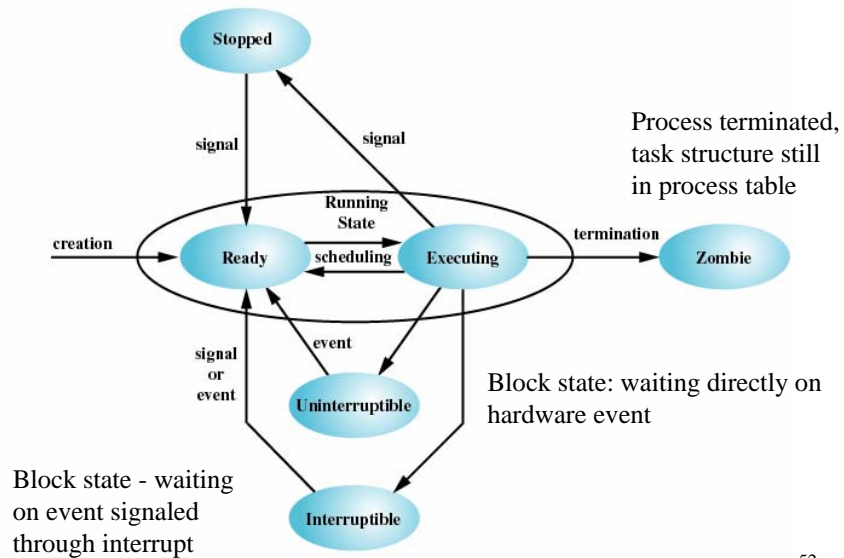 Stopped
signal
signal
Process terminated,
task structure still
in process table
Running
State
creation
termination
Ready
scheduling
Executing
Zombie
event
signal
or
event
Uninterruptible
Block state: waiting directly on
hardware event
Block state - waiting
on event signaled
through interrupt
Interruptible